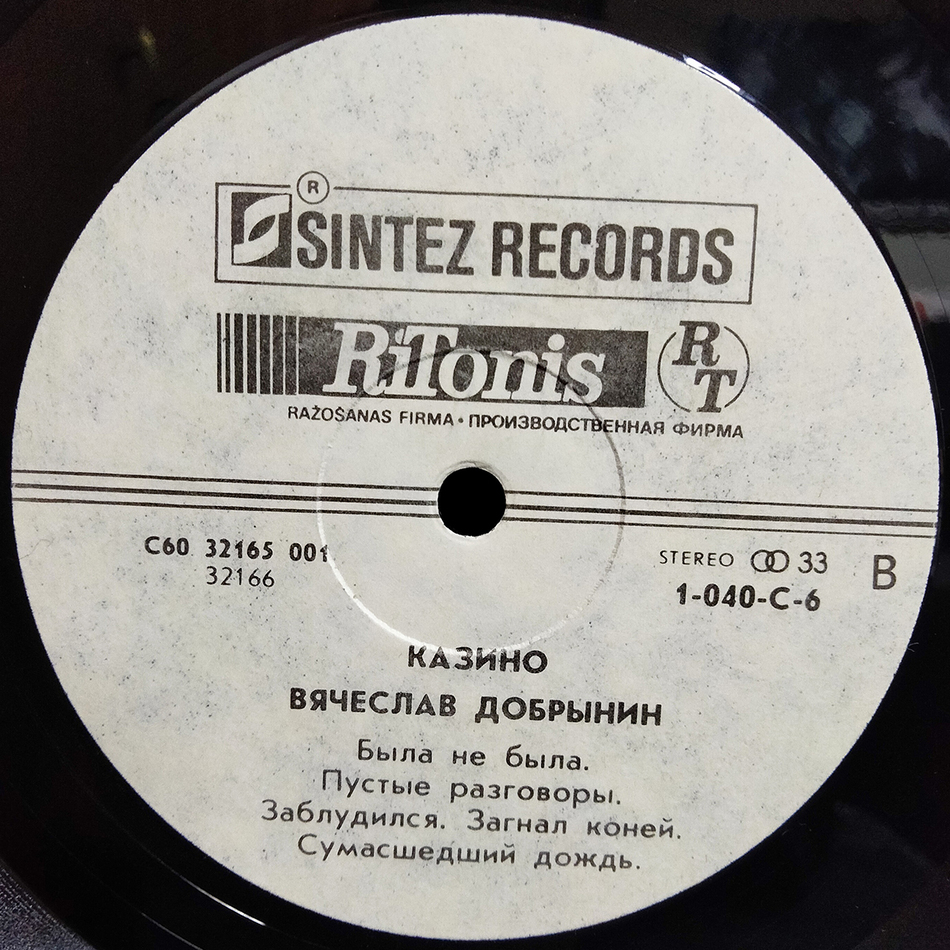 ®
SINTEZ RECORDS
RiTonis RT
RAŽOŠANAS FIRMA • ПРОИЗВОДСТВЕННАЯ ФИРМА
С60 32165 001
32166
STEREO 33
1-040-C-6
B
КАЗИНО
ВЯЧЕСЛАВ ДОБРЫНИН
Была не была.
Пустые разговоры.
Заблудился. Загнал коней.
Сумасшедший дождь.